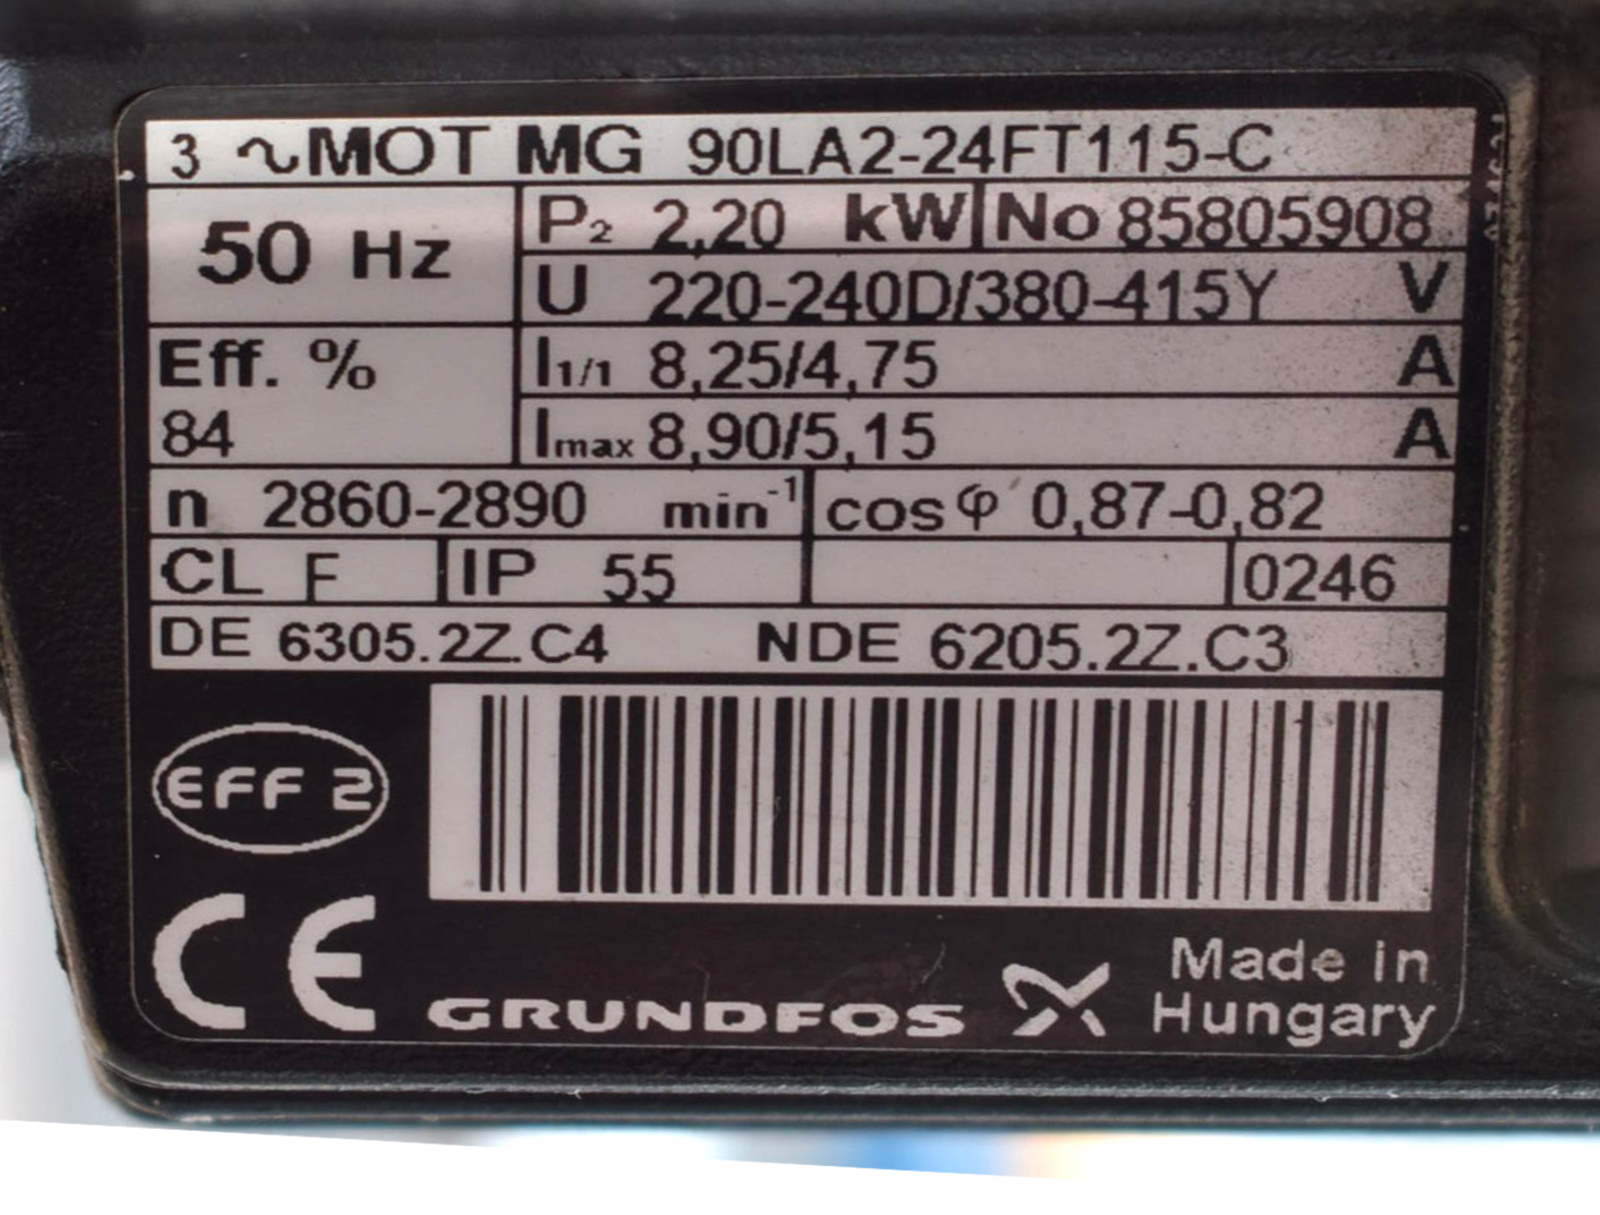 3 ~MOT MG 90LA2-24FT115-C
50 Hz
P2 2,20 kW No 85805908
U 220-240D/380-415Y V
Eff. %
84
I1/1 8,25/4,75 A
Imax 8,90/5,15 A
n 2860-2890 min-1 cos φ 0,87-0,82
CL F IP 55 0246
DE 6305.2Z.C4 NDE 6205.2Z.C3
EFF 2
CE
GRUNDFOS
Made in
Hungary